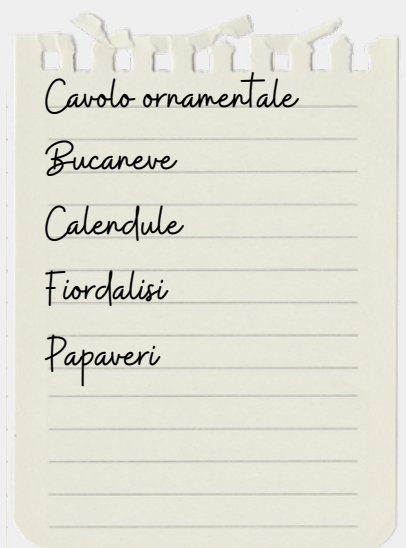 Cavolo ornamentale
Bucaneve
Calendule
Fiordalisi
Papaveri